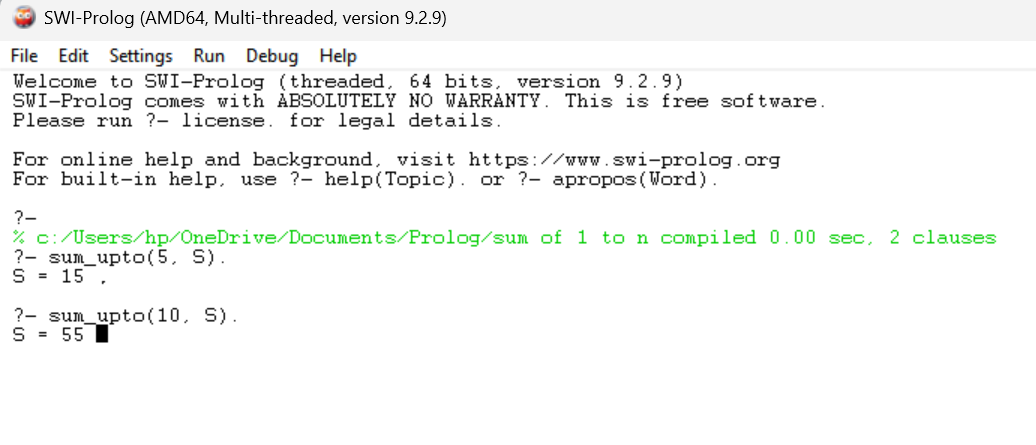 SWI-Prolog (AMD64, Multi-threaded, version 9.2.9)
File Edit Settings Run Debug Help
Welcome to SWI-Prolog (threaded, 64 bits, version 9.2.9)
SWI-Prolog comes with ABSOLUTELY NO WARRANTY. This is free software.
Please run ?- license. for legal details.
For online help and background, visit https://www.swi-prolog.org
For built-in help, use ?- help(Topic). or ?- apropos(Word).
?-
% c:/Users/hp/OneDrive/Documents/Prolog/sum of 1 to n compiled 0.00 sec, 2 clauses
?- sum_upto(5, S).
S = 15 .
?- sum_upto(10, S).
S = 55